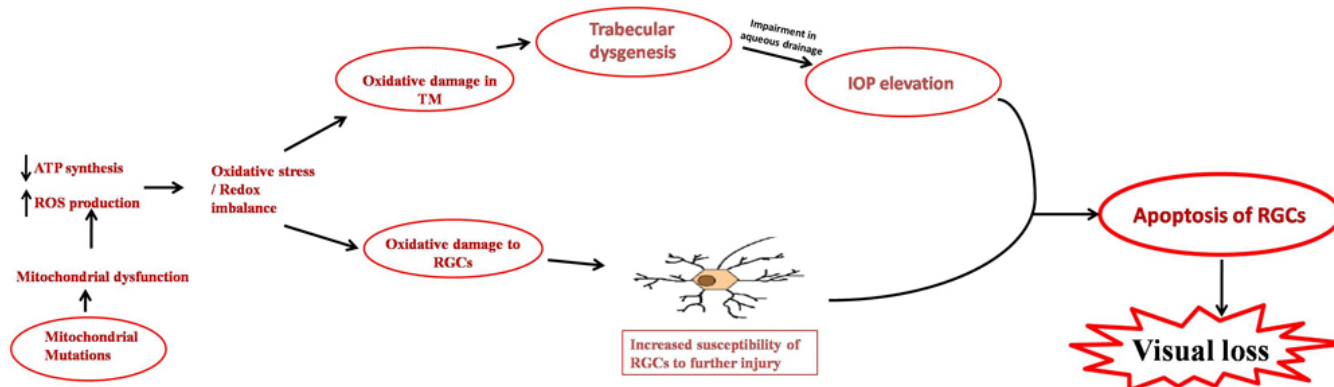 Trabecular
dysgenesis
Impairment in
aqueous drainage
IOP elevation
Oxidative damage in
TM
ATP synthesis
ROS production
Oxidative stress
/ Redox
imbalance
Mitochondrial dysfunction
Mitochondrial
Mutations
Oxidative damage to
RGCs
Increased susceptibility of
RGCs to further injury
Apoptosis of RGCs
Visual loss